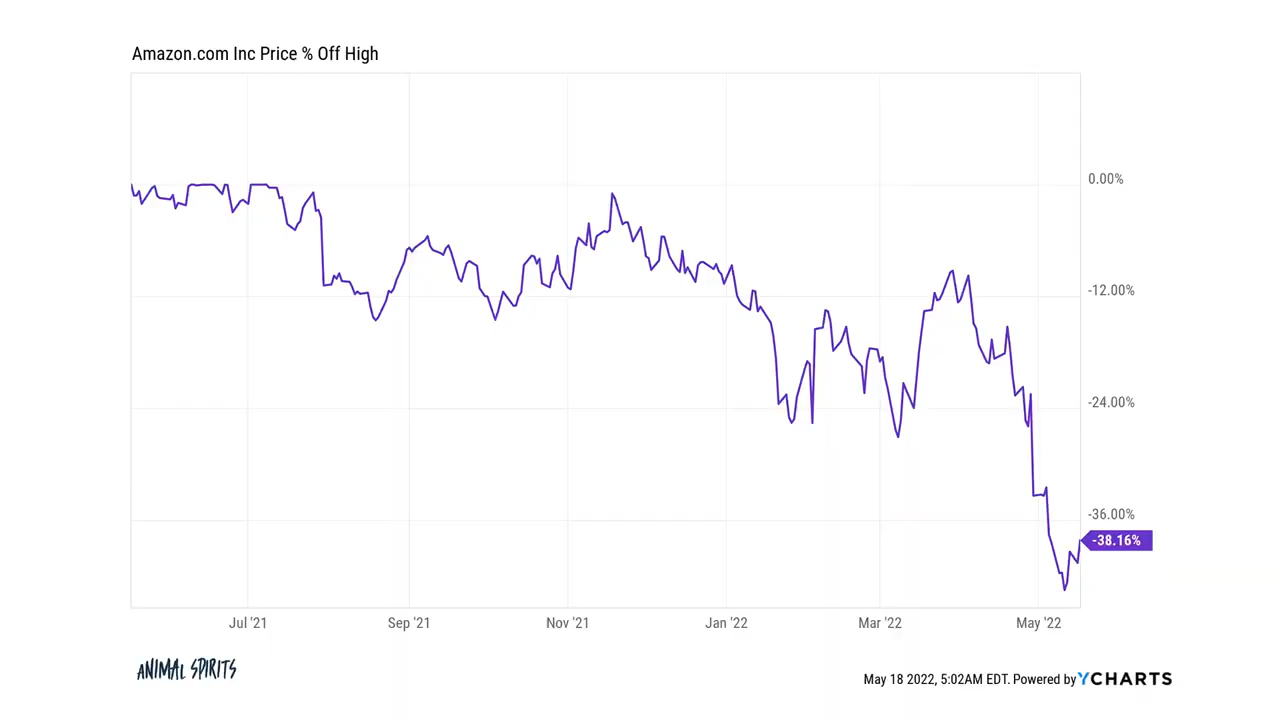 Amazon.com Inc Price % Off High
0.00%
-12.00%
-24.00%
-36.00%
-38.16%
Jul '21 Sep '21 Nov '21 Jan '22 Mar '22 May '22
ANIMAL SPIRITS
May 18 2022, 5:02AM EDT. Powered by YCHARTS